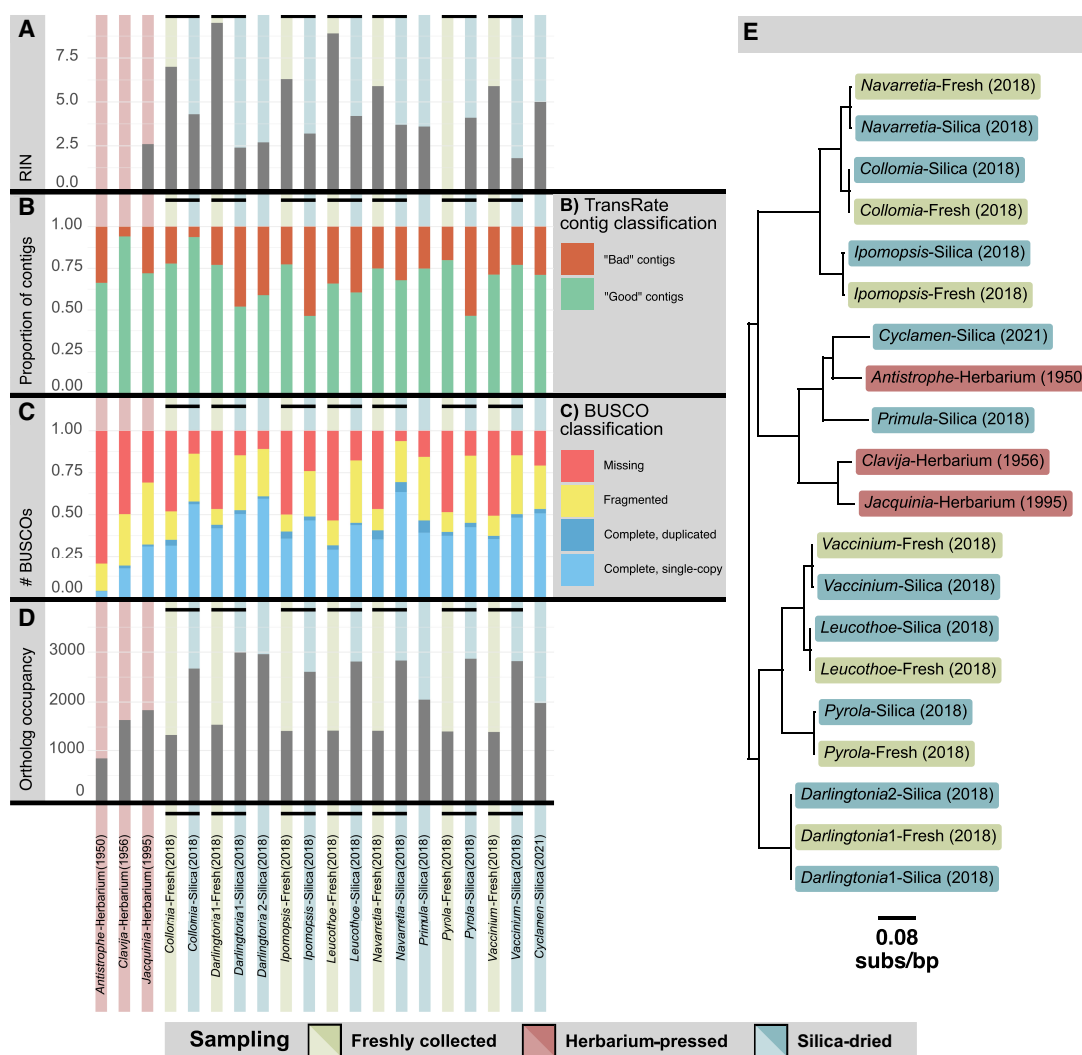 A
7.5
5.0
2.5
0.0
RIN
B
1.00
0.75
0.50
0.25
0.00
Proportion of contigs
B) TransRate
contig classification
"Bad" contigs
"Good" contigs
C
1.00
0.75
0.50
0.25
0.00
# BUSCOs
C) BUSCO
classification
Missing
Fragmented
Complete, duplicated
Complete, single-copy
D
3000
2000
1000
0
Ortholog occupancy
Antistrophe-Herbarium(1950)
Clavija-Herbarium(1956)
Jacquinia-Herbarium(1995)
Collomia-Fresh(2018)
Collomia-Silica(2018)
Darlingtonia1-Fresh(2018)
Darlingtonia1-Silica(2018)
Darlingtonia 2-Silica(2018)
Ipomopsis-Fresh(2018)
Ipomopsis-Silica(2018)
Leucothoe-Fresh(2018)
Leucothoe-Silica(2018)
Navarretia-Fresh(2018)
Navarretia-Silica(2018)
Primula-Silica(2018)
Pyrola-Fresh(2018)
Pyrola-Silica(2018)
Vaccinium-Fresh(2018)
Vaccinium-Silica(2018)
Cyclamen-Silica(2021)
E
Navarretia-Fresh (2018)
Navarretia-Silica (2018)
Collomia-Silica (2018)
Collomia-Fresh (2018)
Ipomopsis-Silica (2018)
Ipomopsis-Fresh (2018)
Cyclamen-Silica (2021)
Antistrophe-Herbarium (1950
Primula-Silica (2018)
Clavija-Herbarium (1956)
Jacquinia-Herbarium (1995)
Vaccinium-Fresh (2018)
Vaccinium-Silica (2018)
Leucothoe-Silica (2018)
Leucothoe-Fresh (2018)
Pyrola-Silica (2018)
Pyrola-Fresh (2018)
Darlingtonia2-Silica (2018)
Darlingtonia1-Fresh (2018)
Darlingtonia1-Silica (2018)
0.08
subs/bp
Sampling
Freshly collected
Herbarium-pressed
Silica-dried